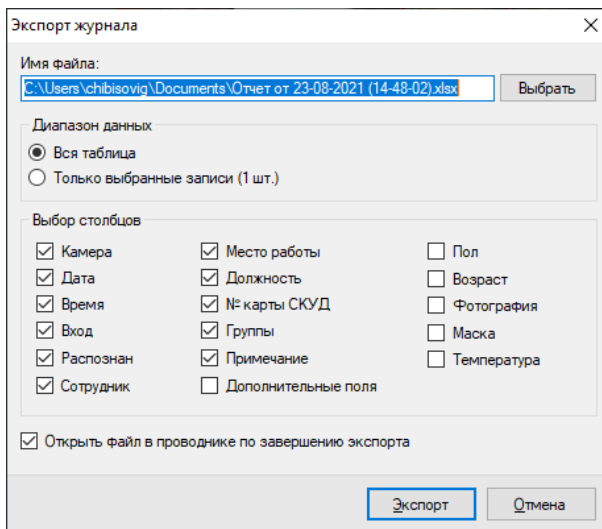 Экспорт журнала
Имя файла:
C:\Users\chibisovig\Documents\Отчет от 23-08-2021 (14-48-02).xlsx
Выбрать
Диапазон данных
Вся таблица
Только выбранные записи (1 шт.)
Выбор столбцов
Камера Место работы Пол
Дата Должность Возраст
Время № карты СКУД Фотография
Вход Группы Маска
Распознан Примечание Температура
Сотрудник Дополнительные поля
Открыть файл в проводнике по завершению экспорта
Экспорт Отмена